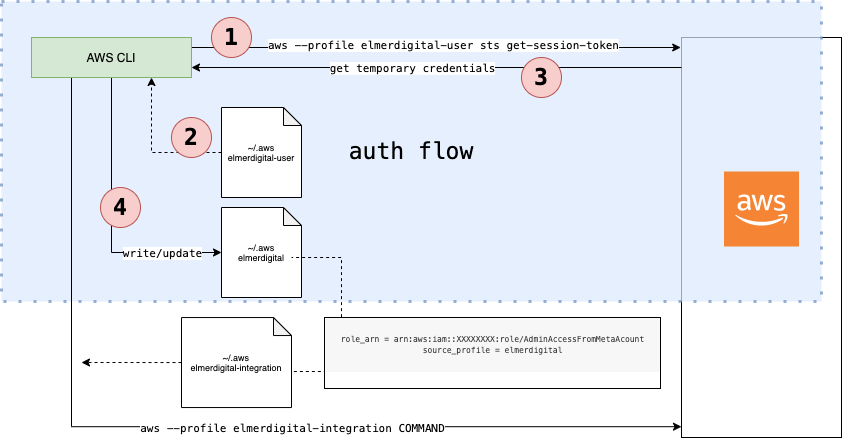 1
aws --profile elmerdigital-user sts get-session-token
AWS CLI
get temporary credentials
3
2
~/.aws
elmerdigital-user
auth flow
4
aws
write/update
~/.aws
elmerdigital
role_arn = arn:aws:iam::XXXXXXXX:role/AdminAccessFromMetaAcount
source_profile = elmerdigital
~/.aws
elmerdigital-integration
aws --profile elmerdigital-integration COMMAND